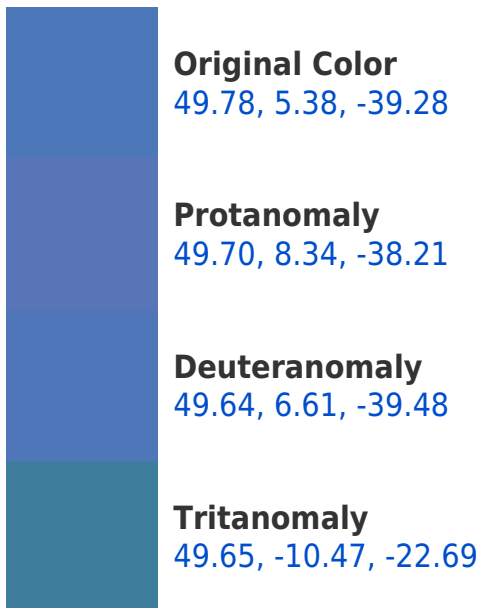 Original Color
49.78, 5.38, -39.28
Protanomaly
49.70, 8.34, -38.21
Deuteranomaly
49.64, 6.61, -39.48
Tritanomaly
49.65, -10.47, -22.69